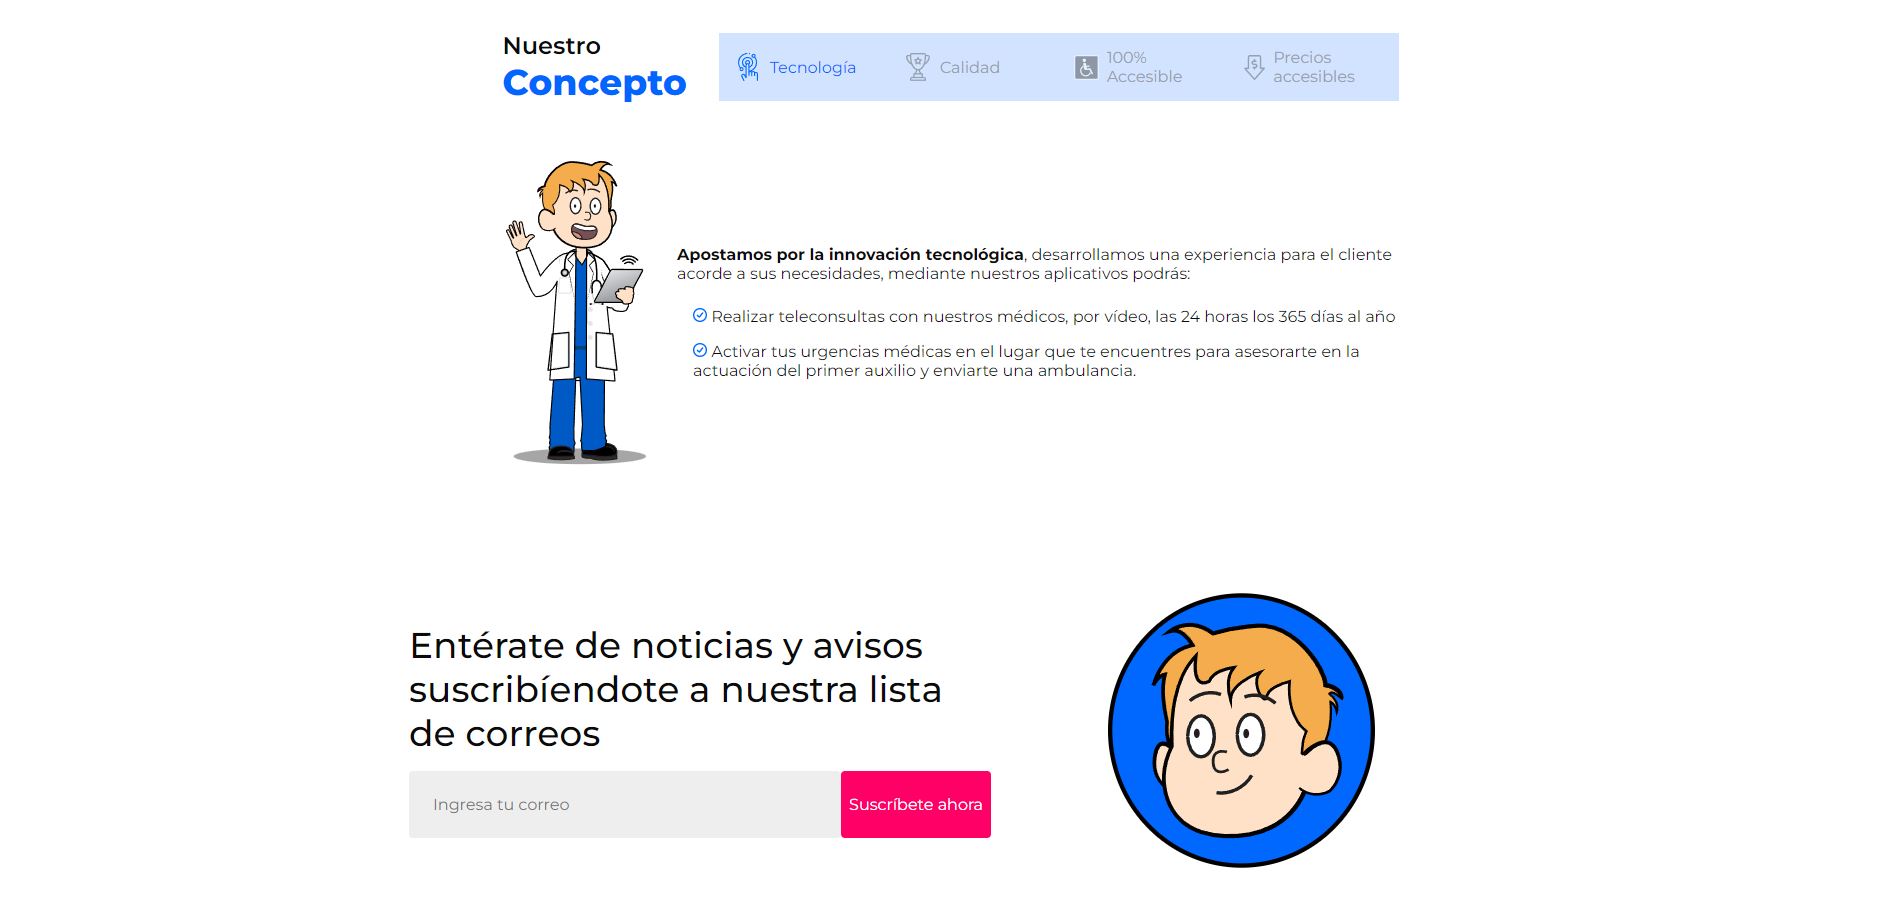 Nuestro
Concepto
Tecnología
Calidad
100%
Accesible
Precios
accesibles
Apostamos por la innovación tecnológica, desarrollamos una experiencia para el cliente
acorde a sus necesidades, mediante nuestros aplicativos podrás:
Realizar teleconsultas con nuestros médicos, por vídeo, las 24 horas los 365 días al año
Activar tus urgencias médicas en el lugar que te encuentres para asesorarte en la
actuación del primer auxilio y enviarte una ambulancia.
Entérate de noticias y avisos
suscribíendote a nuestra lista
de correos
Ingresa tu correo
Suscríbete ahora